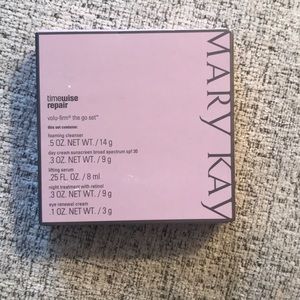 timewise
repair
volu-firm® the go set™
this set contains:
foaming cleanser
.5 OZ. NET WT. / 14 g
day cream sunscreen broad spectrum spf 30
.3 OZ. NET WT. / 9 g
lifting serum
.25 FL. OZ. / 8 ml
night treatment with retinol
.3 OZ. NET WT. / 9 g
eye renewal cream
.1 OZ. NET WT. / 3 g
MARY KAY